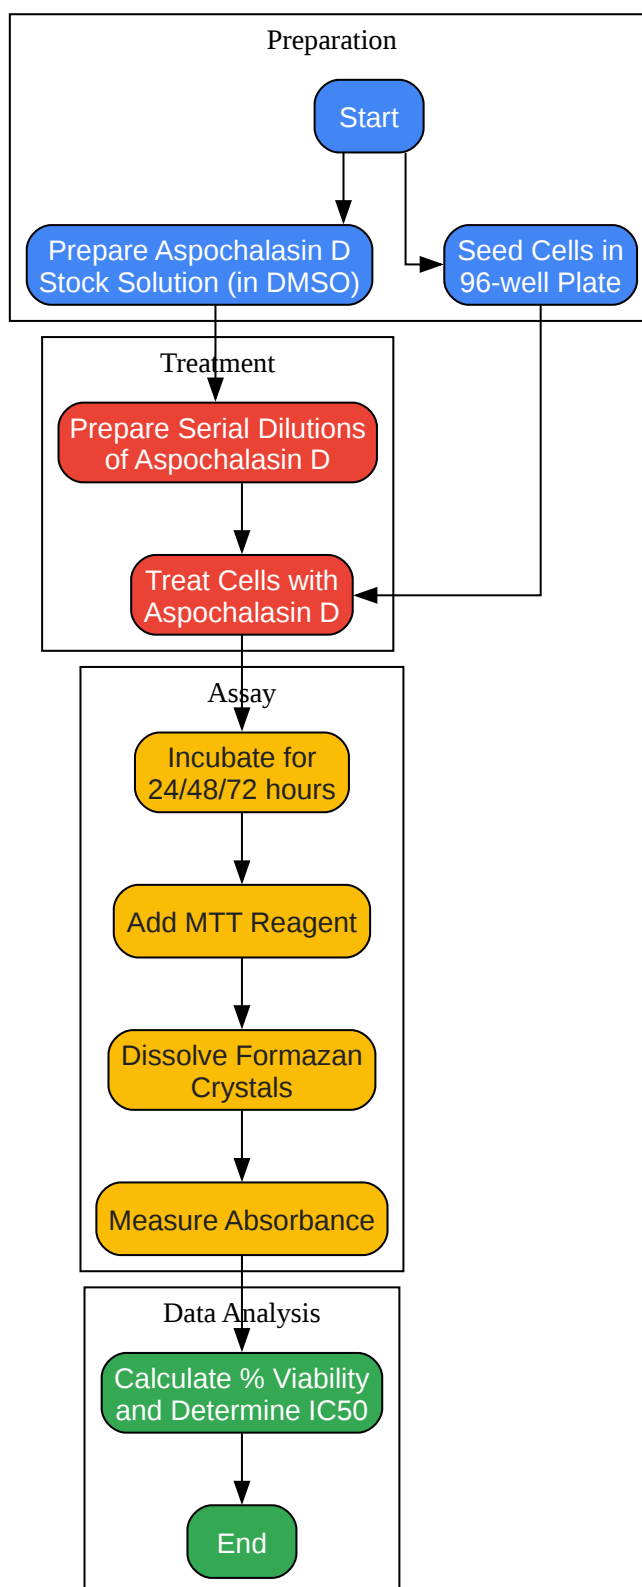 Preparation
Start
Prepare Aspochalasin D
Stock Solution (in DMSO)
Seed Cells in
96-well Plate
Treatment
Prepare Serial Dilutions
of Aspochalasin D
Treat Cells with
Aspochalasin D
Assay
Incubate for
24/48/72 hours
Add MTT Reagent
Dissolve Formazan
Crystals
Measure Absorbance
Data Analysis
Calculate % Viability
and Determine IC50
End